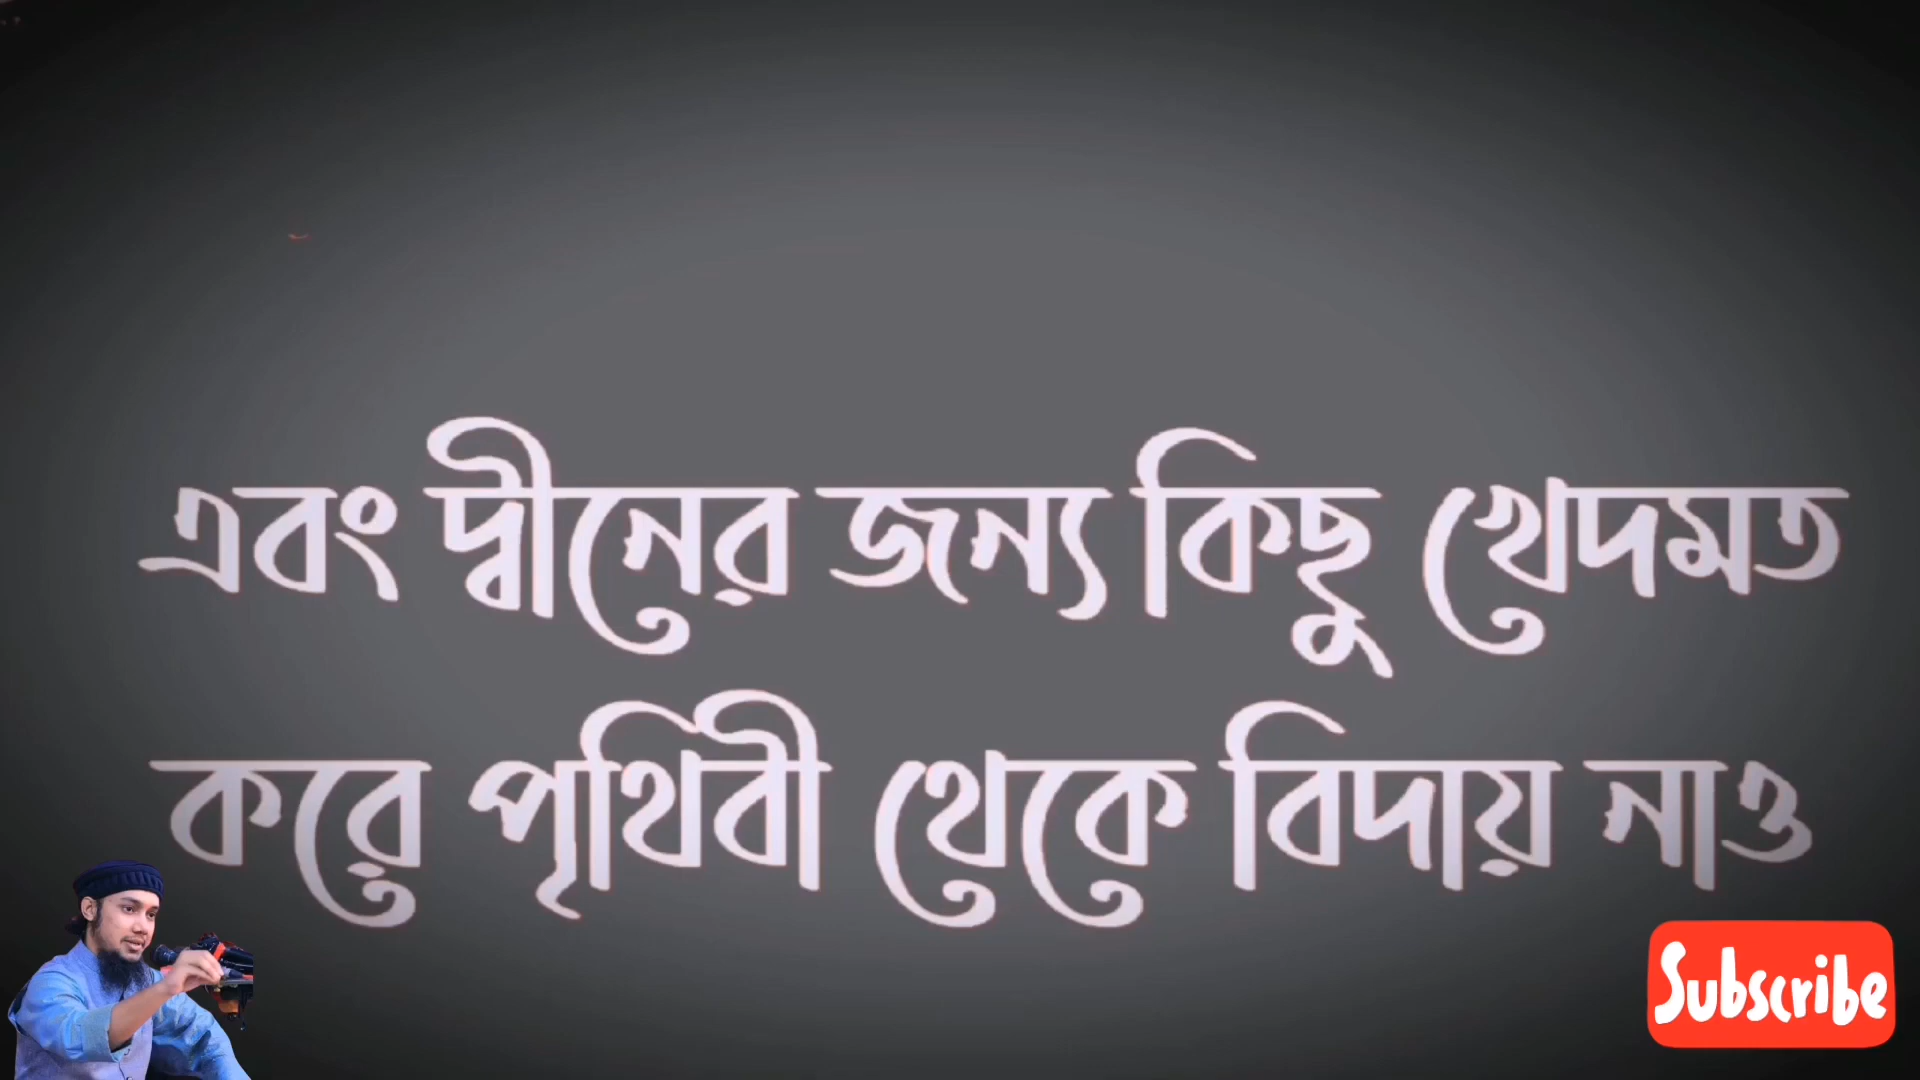 এবং দ্বীনের জন্য কিছু খেদমত
করে পৃথিবী থেকে বিদায় নাও
Subscribe